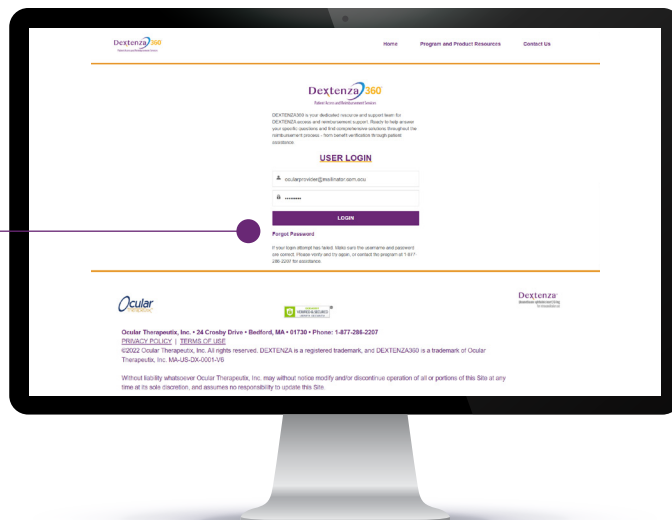 Dextenza 360
Home Program and Product Resources Contact Us
Dextenza 360
Patient Access and Reimbursement Services
DEXTENZA360 is your dedicated resource and support team for
DEXTENZA access and reimbursement support. Ready to help answer
your specific questions and find comprehensive solutions throughout the
reimbursement process - from benefit verification through patient
assistance.
USER LOGIN
LOGIN
Forgot Password
If your login attempt has failed. Make sure the username and password
are correct. Please verify and try again, or contact the program at 1-877-
286-2207 for assistance.
Ocular
VERIFIED & SECURED
Dextenza
Ocular Therapeutix, Inc. • 24 Crosby Drive • Bedford, MA • 01730 • Phone: 1-877-286-2207
PRIVACY POLICY | TERMS OF USE
©2022 Ocular Therapeutix, Inc. All rights reserved. DEXTENZA is a registered trademark, and DEXTENZA360 is a trademark of Ocular
Therapeutix, Inc. MA-US-DX-0001-V6
Without liability whatsoever Ocular Therapeutix, Inc. may without notice modify and/or discontinue operation of all or portions of this Site at any
time at its sole discretion, and assumes no responsibility to update this Site.